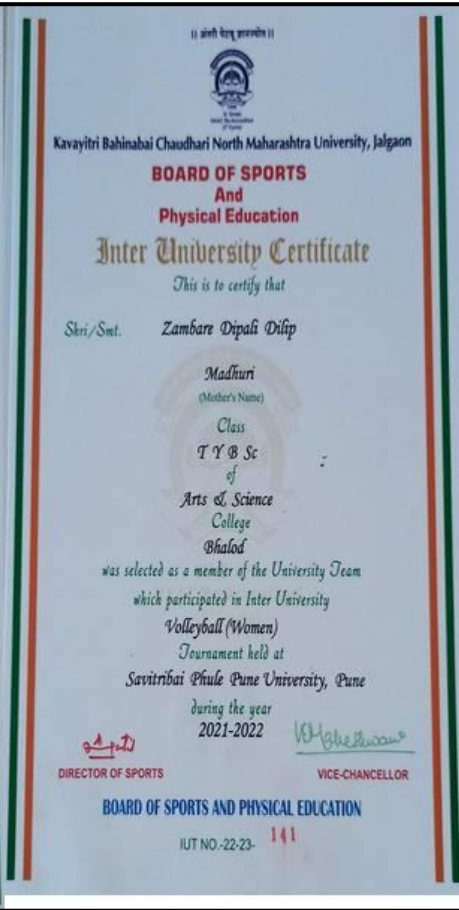 || अंतरी पेटवू ज्ञानज्योत ||
Kavayitri Bahinabai Chaudhari North Maharashtra University, Jalgaon
BOARD OF SPORTS
And
Physical Education
Inter University Certificate
This is to certify that
Shri/Smt. Zambare Dipali Dilip
Madhuri
(Mother's Name)
Class
T Y B Sc
of
Arts & Science
College
Bhalod
was selected as a member of the University Team
which participated in Inter University
Volleyball (Women)
Tournament held at
Savitribai Phule Pune University, Pune
during the year
2021-2022
DIRECTOR OF SPORTS VICE-CHANCELLOR
BOARD OF SPORTS AND PHYSICAL EDUCATION
IUT NO.-22-23- 141